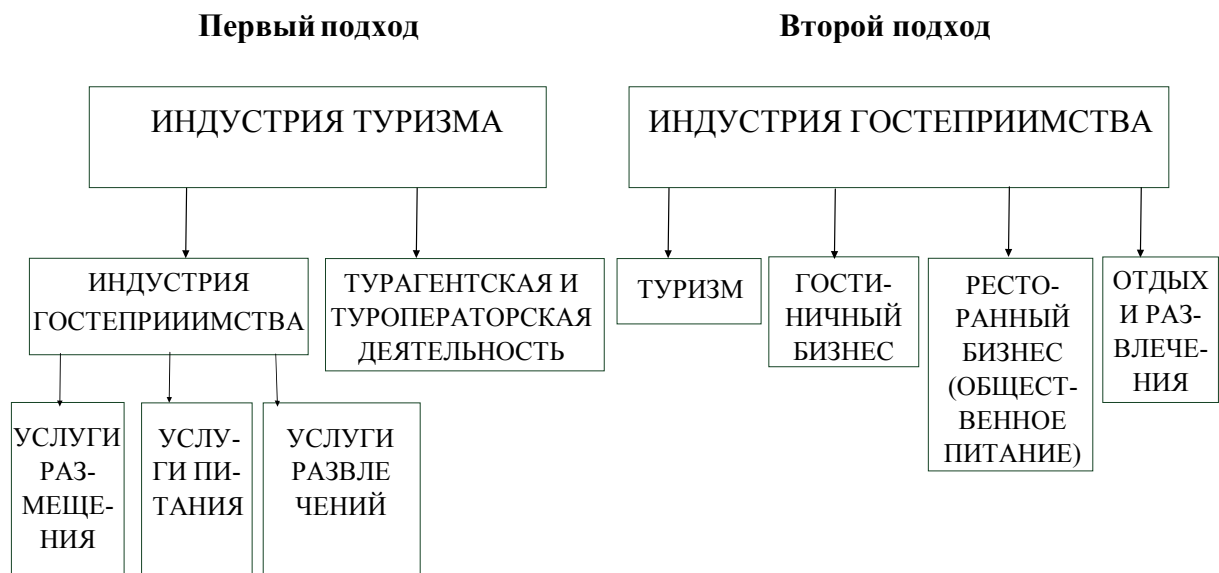 Первый подход
Второй подход
ИНДУСТРИЯ ТУРИЗМА
ИНДУСТРИЯ ГОСТЕПРИИМСТВА
ИНДУСТРИЯ
ГОСТЕПРИИИМСТВА
ТУРАГЕНТСКАЯ И
ТУРОПЕРАТОРСКАЯ
ДЕЯТЕЛЬНОСТЬ
ТУРИЗМ
ГОСТИ-
НИЧНЫЙ
БИЗНЕС
РЕСТО-
РАННЫЙ
БИЗНЕС
(ОБЩЕСТ-
ВЕННОЕ
ПИТАНИЕ)
ОТДЫХ
И РАЗ-
ВЛЕЧЕ-
НИЯ
УСЛУГИ
РАЗ-
МЕЩЕ-
НИЯ
УСЛУ-
ГИ ПИ-
ТАНИЯ
УСЛУГИ
РАЗВЛЕ
ЧЕНИЙ